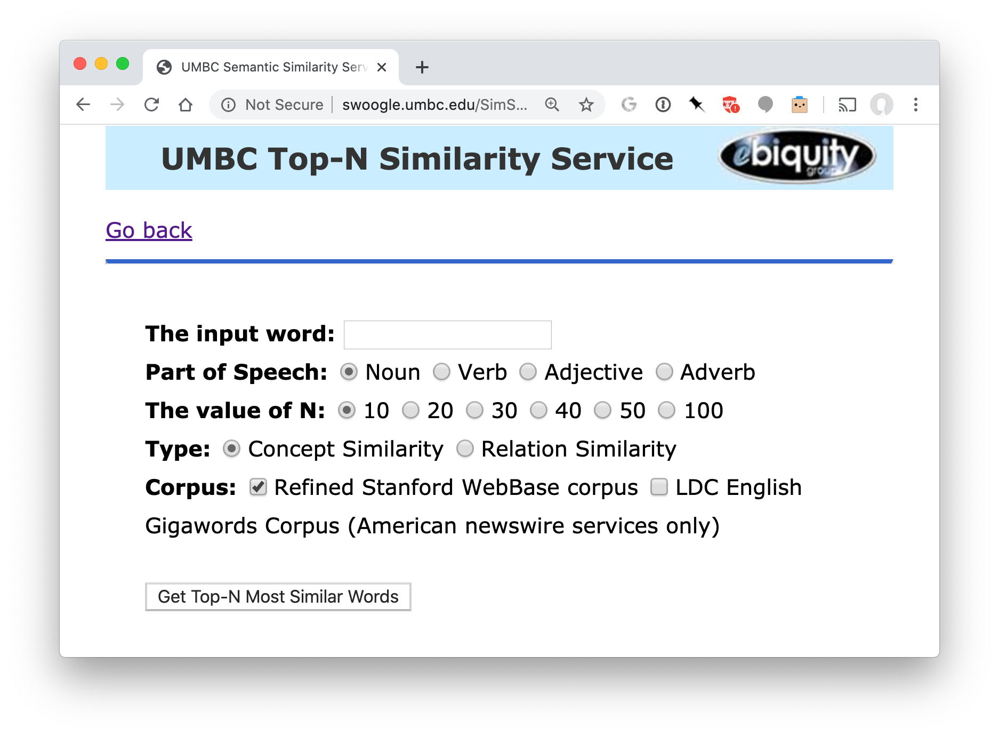 UMBC Semantic Similarity Serv
Not Secure swoogle.umbc.edu/SimS...
UMBC Top-N Similarity Service
ebiquity
group
Go back
The input word:
Part of Speech: Noun Verb Adjective Adverb
The value of N: 10 20 30 40 50 100
Type: Concept Similarity Relation Similarity
Corpus: Refined Stanford WebBase corpus LDC English
Gigawords Corpus (American newswire services only)
Get Top-N Most Similar Words